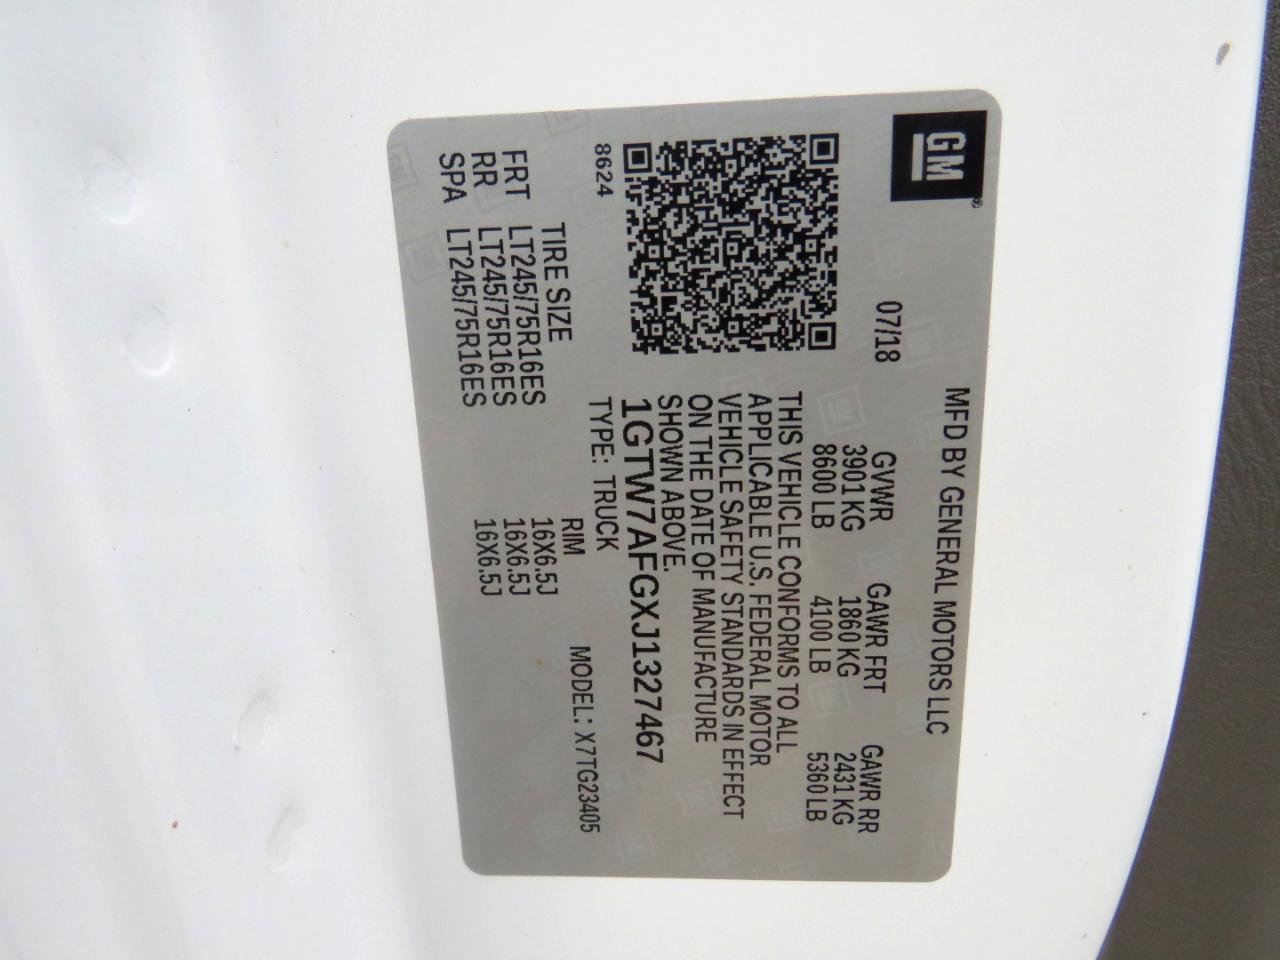 GM
MFD BY GENERAL MOTORS LLC
07/18
GVWR GAWR FRT GAWR RR
3901 KG 1860 KG 2431 KG
8600 LB 4100 LB 5360 LB
THIS VEHICLE CONFORMS TO ALL
APPLICABLE U.S. FEDERAL MOTOR
VEHICLE SAFETY STANDARDS IN EFFECT
ON THE DATE OF MANUFACTURE
SHOWN ABOVE.
1GTW7AFGXJ1327467
8624
TYPE: TRUCK MODEL: X7TG23405
TIRE SIZE RIM
FRT LT245/75R16ES 16X6.5J
RR LT245/75R16ES 16X6.5J
SPA LT245/75R16ES 16X6.5J